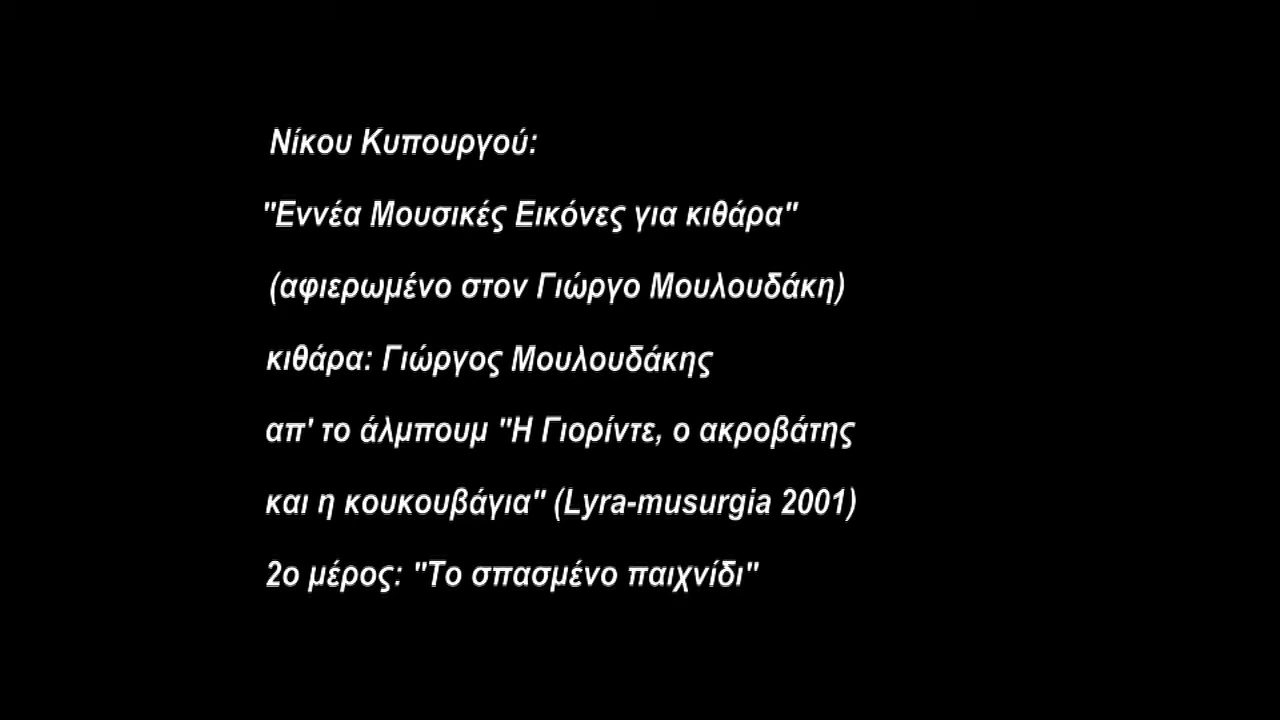 Νίκου Κυπουργού:
"Εννέα Μουσικές Εικόνες για κιθάρα"
(αφιερωμένο στον Γιώργο Μουλουδάκη)
κιθάρα: Γιώργος Μουλουδάκης
απ' το άλμπουμ "Η Γιορίντε, ο ακροβάτης
και η κουκουβάγια" (Lyra-musurgia 2001)
2ο μέρος: "Το σπασμένο παιχνίδι"